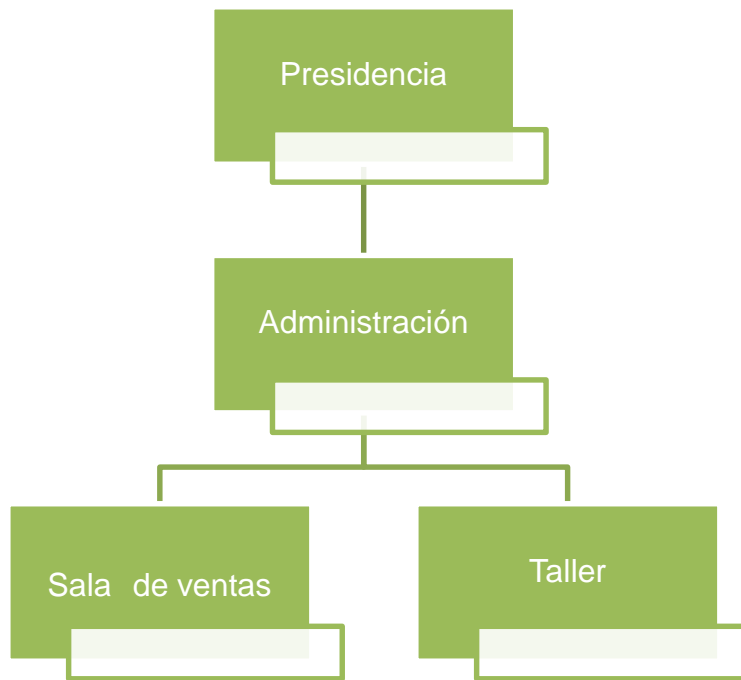 Presidencia
Administración
Sala de ventas
Taller